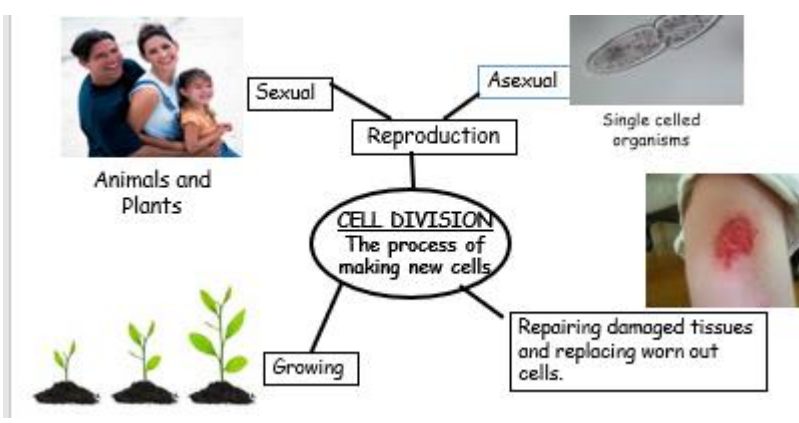 Sexual
Asexual
Reproduction
Single celled
organisms
Animals and
Plants
CELL DIVISION
The process of
making new cells
Growing
Repairing damaged tissues
and replacing worn out
cells.